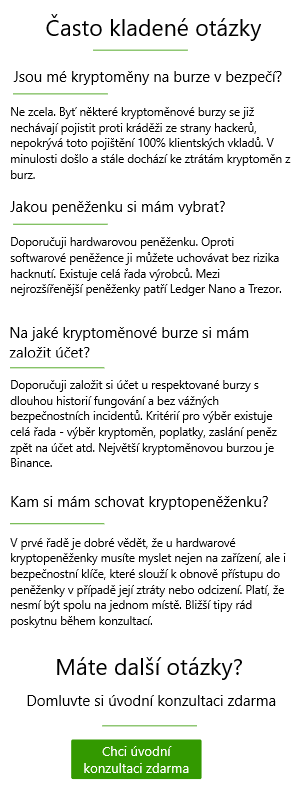 Často kladené otázky
Jsou mé kryptoměny na burze v bezpečí?
Ne zcela. Byť některé kryptoměnové burzy se již
nechávají pojistit proti kráděži ze strany hackerů,
nepokrývá toto pojištění 100% klientských vkladů. V
minulosti došlo a stále dochází ke ztrátám kryptoměn z
burz.
Jakou peněženku si mám vybrat?
Doporučuji hardwarovou peněženku. Oproti
softwarové peněžence ji můžete uchovávat bez rizika
hacknutí. Existuje celá řada výrobců. Mezi
nejrozšířenější peněženky patří Ledger Nano a Trezor.
Na jaké kryptoměnové burze si mám
založit účet?
Doporučuji založit si účet u respektované burzy s
dlouhou historií fungování a bez vážných
bezpečnostních incidentů. Kritérií pro výběr existuje
celá řada - výběr kryptoměn, poplatky, zaslání peněz
zpět na účet atd. Největší kryptoměnovou burzou je
Binance.
Kam si mám schovat kryptopeněženku?
V prvé řadě je dobré vědět, že u hardwarové
kryptopeněženky musíte myslet nejen na zařízení, ale i
bezpečnostní klíče, které slouží k obnově přístupu do
peněženky v případě její ztráty nebo odcizení. Platí, že
nesmí být spolu na jednom místě. Bližší tipy rád
poskytnu během konzultací.
Máte další otázky?
Domluvte si úvodní konzultaci zdarma
Chci úvodní
konzultaci zdarma